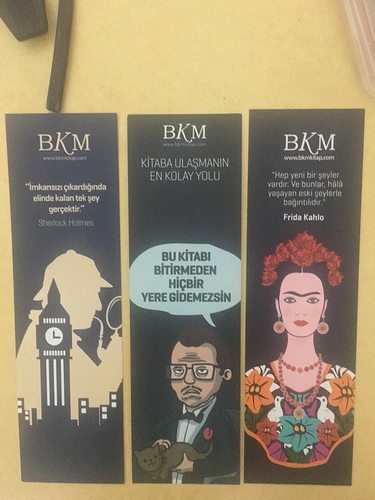 BKM
www.bkmkitap.com
"İmkansızı çıkardığında
elinde kalan tek şey
gerçektir."
Sherlock Holmes
BKM
www.bkmkitap.com
KİTABA ULAŞMANIN
EN KOLAY YOLU
BU KİTABI
BİTİRMEDEN
HİÇBİR
YERE GİDEMEZSİN
BKM
www.bkmkitap.com
"Hep yeni bir şeyler
vardır. Ve bunlar, hâlâ
yaşayan eski şeylerle
bağıntılıdır."
Frida Kahlo